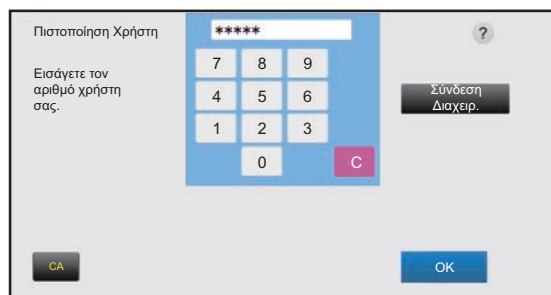 Πιστοποίηση Χρήστη
*****
?
Εισάγετε τον
αριθμό χρήστη
σας.
7 8 9
4 5 6
1 2 3
0 C
Σύνδεση
Διαχειρ.
CA
OK